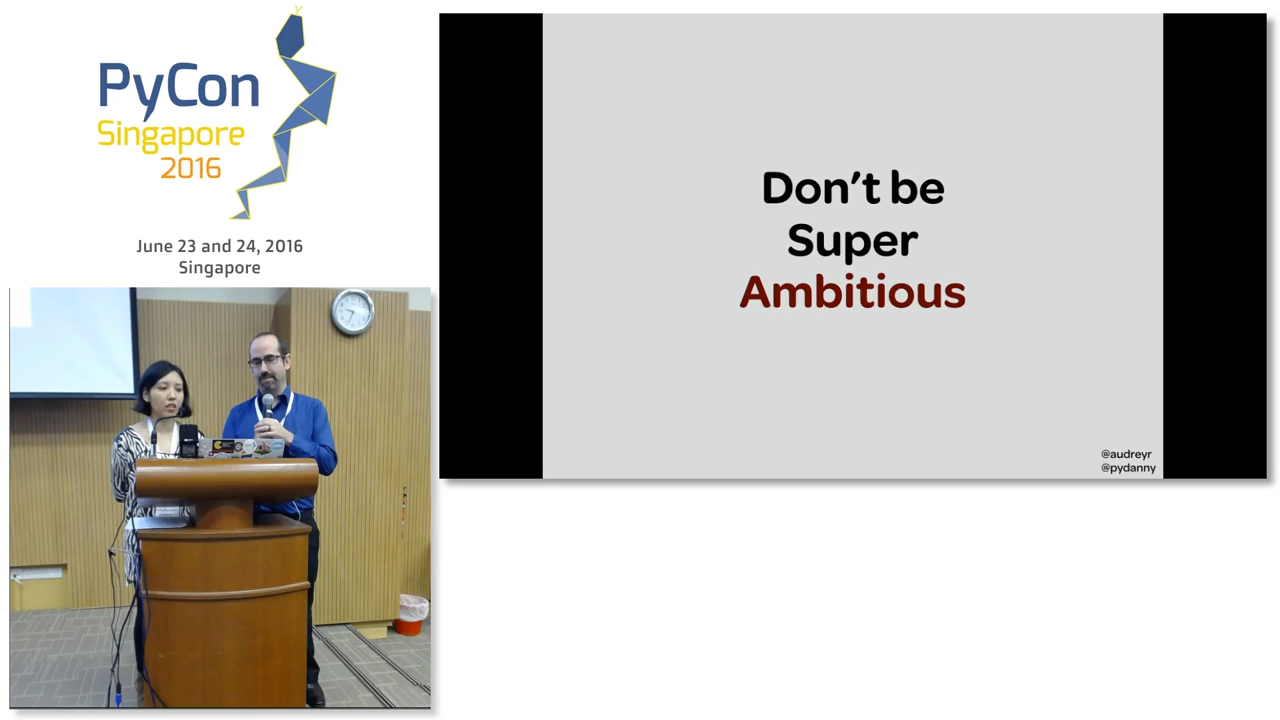 PyCon
Singapore
2016
June 23 and 24, 2016
Singapore
Don't be
Super
Ambitious
@audreyr
@pydanny